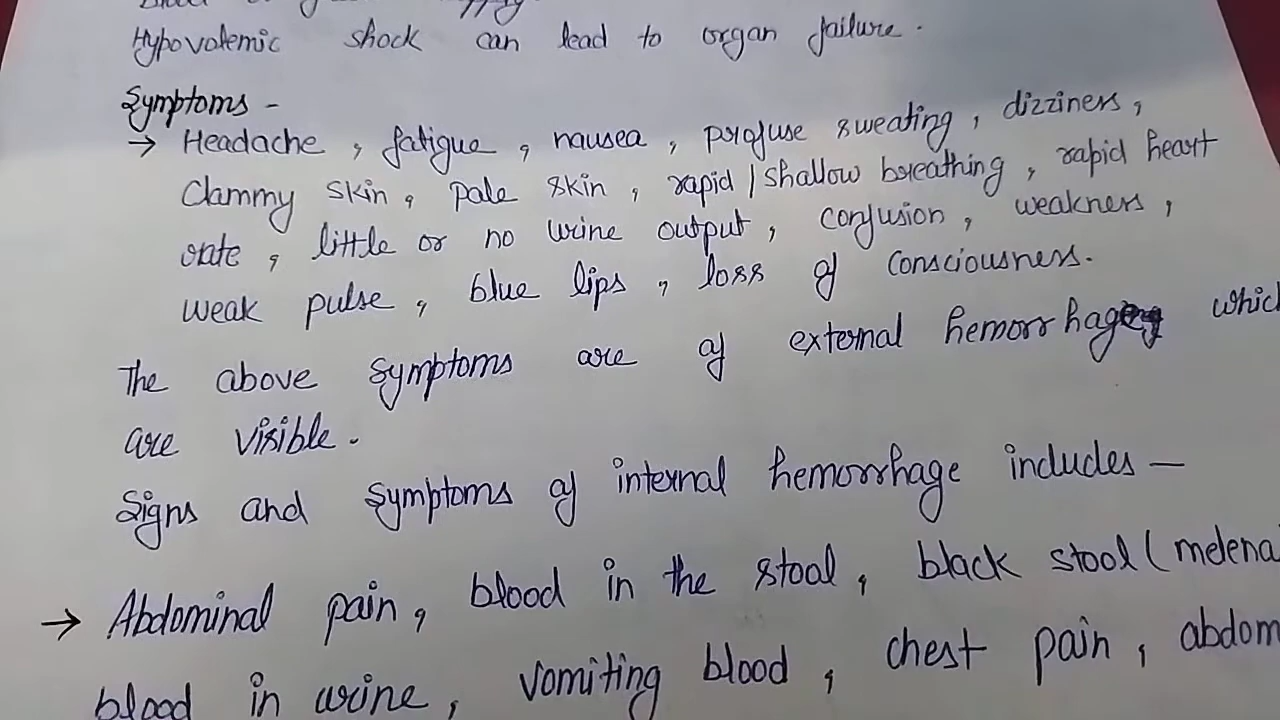 Hypovolemic shock can lead to organ failure.
Symptoms -
→ Headache, fatigue, nausea, profuse sweating, dizziness,
Clammy skin, pale skin, rapid/shallow breathing, rapid heart
rate, little or no urine output, confusion, weakness,
weak pulse, blue lips, loss of consciousness.
The above symptoms are of external hemorrhage which
are visible.
Signs and symptoms of internal hemorrhage includes -
→ Abdominal pain, blood in the stool, black stool (melena
blood in urine, vomiting blood, chest pain, abdom